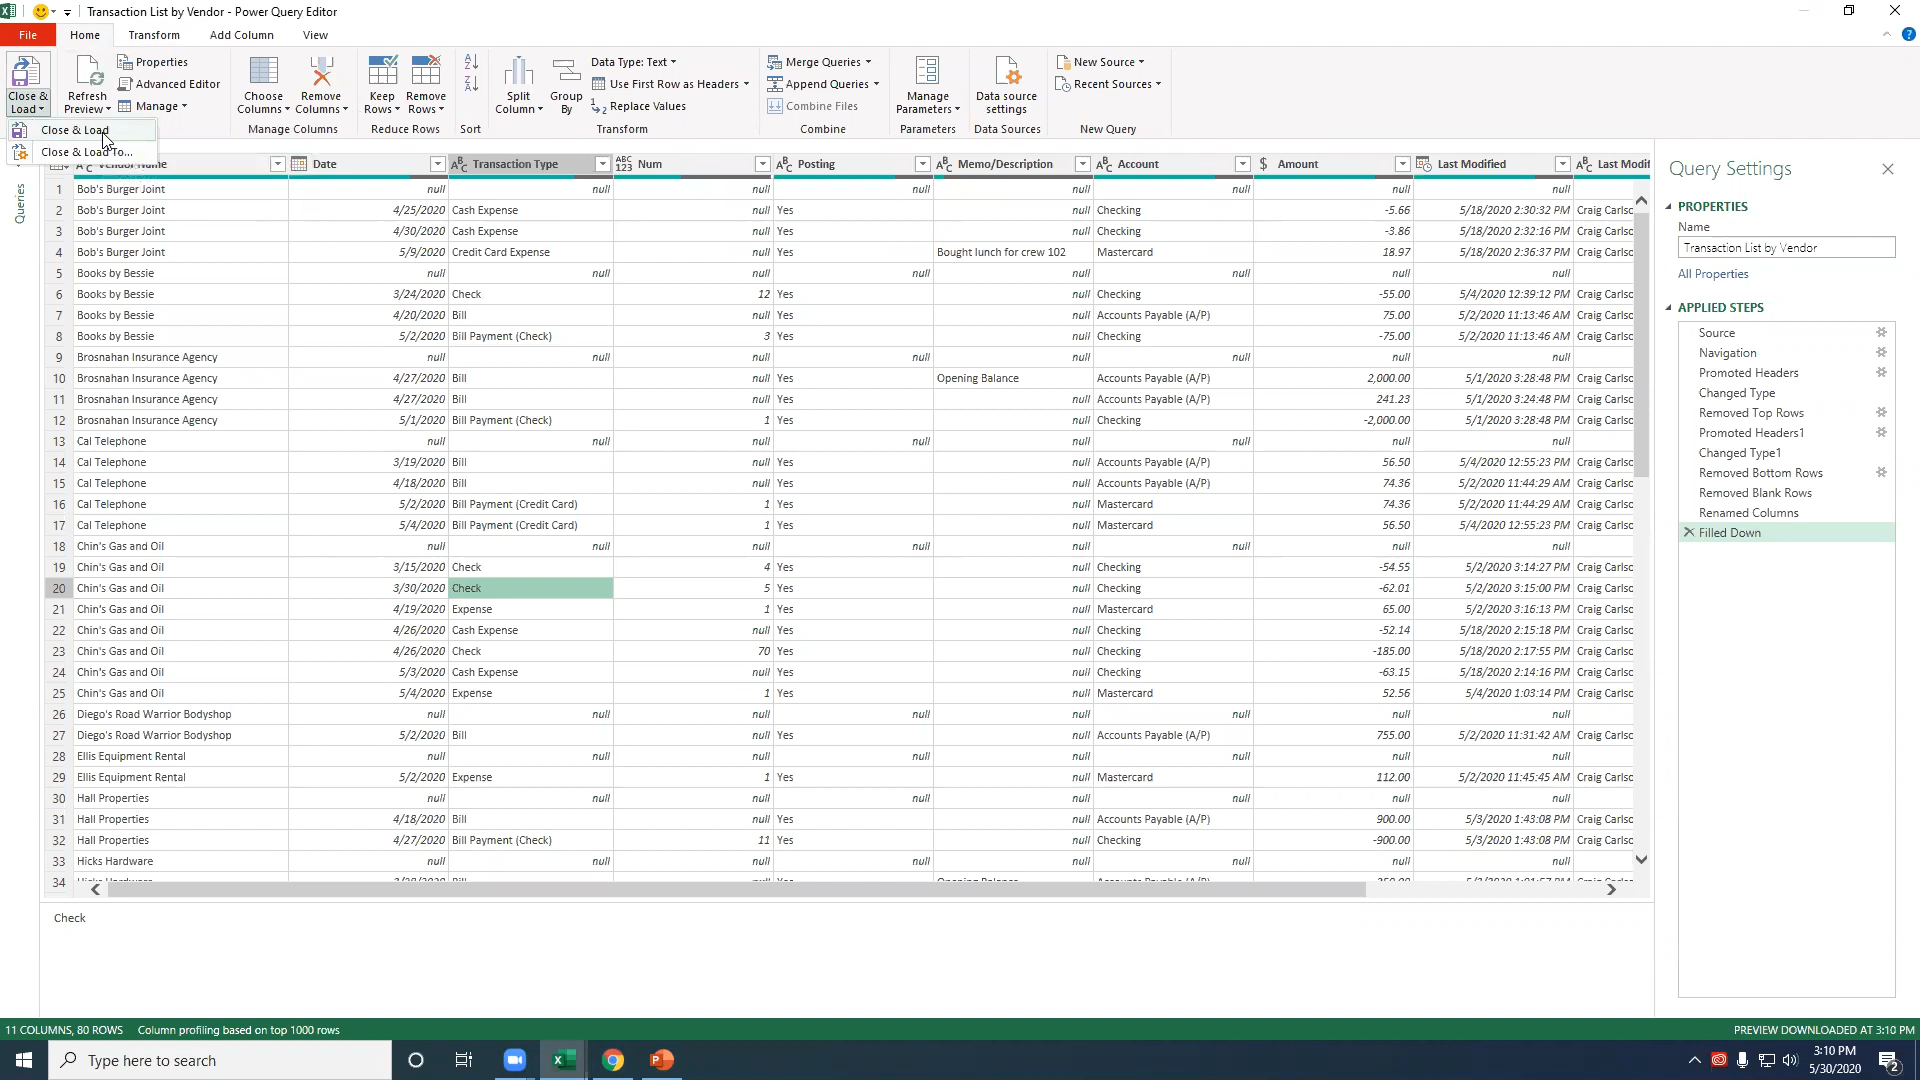 Transaction List by Vendor - Power Query Editor
File Home Transform Add Column View
Close & Load
Refresh Preview
Properties
Advanced Editor
Manage
Choose Columns
Remove Columns
Manage Columns
Keep Rows
Remove Rows
Reduce Rows
Sort
Split Column
Group By
Data Type: Text
Use First Row as Headers
Replace Values
Transform
Merge Queries
Append Queries
Combine Files
Combine
Manage Parameters
Parameters
Data source settings
Data Sources
New Source
Recent Sources
New Query
Close & Load
Close & Load To...
Queries
Date Transaction Type Num Posting Memo/Description Account Amount Last Modified Last Modif
1 Bob's Burger Joint null null null null null null null null
2 Bob's Burger Joint 4/25/2020 Cash Expense null Yes null Checking -5.66 5/18/2020 2:30:32 PM Craig Carlsc
3 Bob's Burger Joint 4/30/2020 Cash Expense null Yes null Checking -3.86 5/18/2020 2:32:16 PM Craig Carlsc
4 Bob's Burger Joint 5/9/2020 Credit Card Expense null Yes Bought lunch for crew 102 Mastercard 18.97 5/18/2020 2:36:37 PM Craig Carlsc
5 Books by Bessie null null null null null null null null
6 Books by Bessie 3/24/2020 Check 12 Yes null Checking -55.00 5/4/2020 12:39:12 PM Craig Carlsc
7 Books by Bessie 4/20/2020 Bill null Yes null Accounts Payable (A/P) 75.00 5/2/2020 11:13:46 AM Craig Carlsc
8 Books by Bessie 5/2/2020 Bill Payment (Check) 3 Yes null Checking -75.00 5/2/2020 11:13:46 AM Craig Carlsc
9 Brosnahan Insurance Agency null null null null null null null null
10 Brosnahan Insurance Agency 4/27/2020 Bill null Yes Opening Balance Accounts Payable (A/P) 2,000.00 5/1/2020 3:28:48 PM Craig Carlsc
11 Brosnahan Insurance Agency 4/27/2020 Bill null Yes null Accounts Payable (A/P) 241.23 5/1/2020 3:24:48 PM Craig Carlsc
12 Brosnahan Insurance Agency 5/1/2020 Bill Payment (Check) 1 Yes null Checking -2,000.00 5/1/2020 3:28:48 PM Craig Carlsc
13 Cal Telephone null null null null null null null null
14 Cal Telephone 3/19/2020 Bill null Yes null Accounts Payable (A/P) 56.50 5/4/2020 12:55:23 PM Craig Carlsc
15 Cal Telephone 4/18/2020 Bill null Yes null Accounts Payable (A/P) 74.36 5/2/2020 11:44:29 AM Craig Carlsc
16 Cal Telephone 5/2/2020 Bill Payment (Credit Card) 1 Yes null Mastercard 74.36 5/2/2020 11:44:29 AM Craig Carlsc
17 Cal Telephone 5/4/2020 Bill Payment (Credit Card) 1 Yes null Mastercard 56.50 5/4/2020 12:55:23 PM Craig Carlsc
18 Chin's Gas and Oil null null null null null null null null
19 Chin's Gas and Oil 3/15/2020 Check 4 Yes null Checking -54.55 5/2/2020 3:14:27 PM Craig Carlsc
20 Chin's Gas and Oil 3/30/2020 Check 5 Yes null Checking -62.01 5/2/2020 3:15:00 PM Craig Carlsc
21 Chin's Gas and Oil 4/19/2020 Expense 1 Yes null Mastercard 65.00 5/2/2020 3:16:13 PM Craig Carlsc
22 Chin's Gas and Oil 4/26/2020 Cash Expense null Yes null Checking -52.14 5/18/2020 2:15:18 PM Craig Carlsc
23 Chin's Gas and Oil 4/26/2020 Check 70 Yes null Checking -185.00 5/18/2020 2:17:55 PM Craig Carlsc
24 Chin's Gas and Oil 5/3/2020 Cash Expense null Yes null Checking -63.15 5/18/2020 2:14:16 PM Craig Carlsc
25 Chin's Gas and Oil 5/4/2020 Expense 1 Yes null Mastercard 52.56 5/4/2020 1:03:14 PM Craig Carlsc
26 Diego's Road Warrior Bodyshop null null null null null null null null
27 Diego's Road Warrior Bodyshop 5/2/2020 Bill null Yes null Accounts Payable (A/P) 755.00 5/2/2020 11:31:42 AM Craig Carlsc
28 Ellis Equipment Rental null null null null null null null null
29 Ellis Equipment Rental 5/2/2020 Expense 1 Yes null Mastercard 112.00 5/2/2020 11:45:45 AM Craig Carlsc
30 Hall Properties null null null null null null null null
31 Hall Properties 4/18/2020 Bill null Yes null Accounts Payable (A/P) 900.00 5/3/2020 1:43:08 PM Craig Carlsc
32 Hall Properties 4/27/2020 Bill Payment (Check) 11 Yes null Checking -900.00 5/3/2020 1:43:08 PM Craig Carlsc
33 Hicks Hardware null null null null null null null null
34
Check
Query Settings
PROPERTIES
Name
Transaction List by Vendor
All Properties
APPLIED STEPS
Source
Navigation
Promoted Headers
Changed Type
Removed Top Rows
Promoted Headers1
Changed Type1
Removed Bottom Rows
Removed Blank Rows
Renamed Columns
Filled Down
11 COLUMNS, 80 ROWS Column profiling based on top 1000 rows PREVIEW DOWNLOADED AT 3:10 PM
Type here to search
3:10 PM
5/30/2020
2